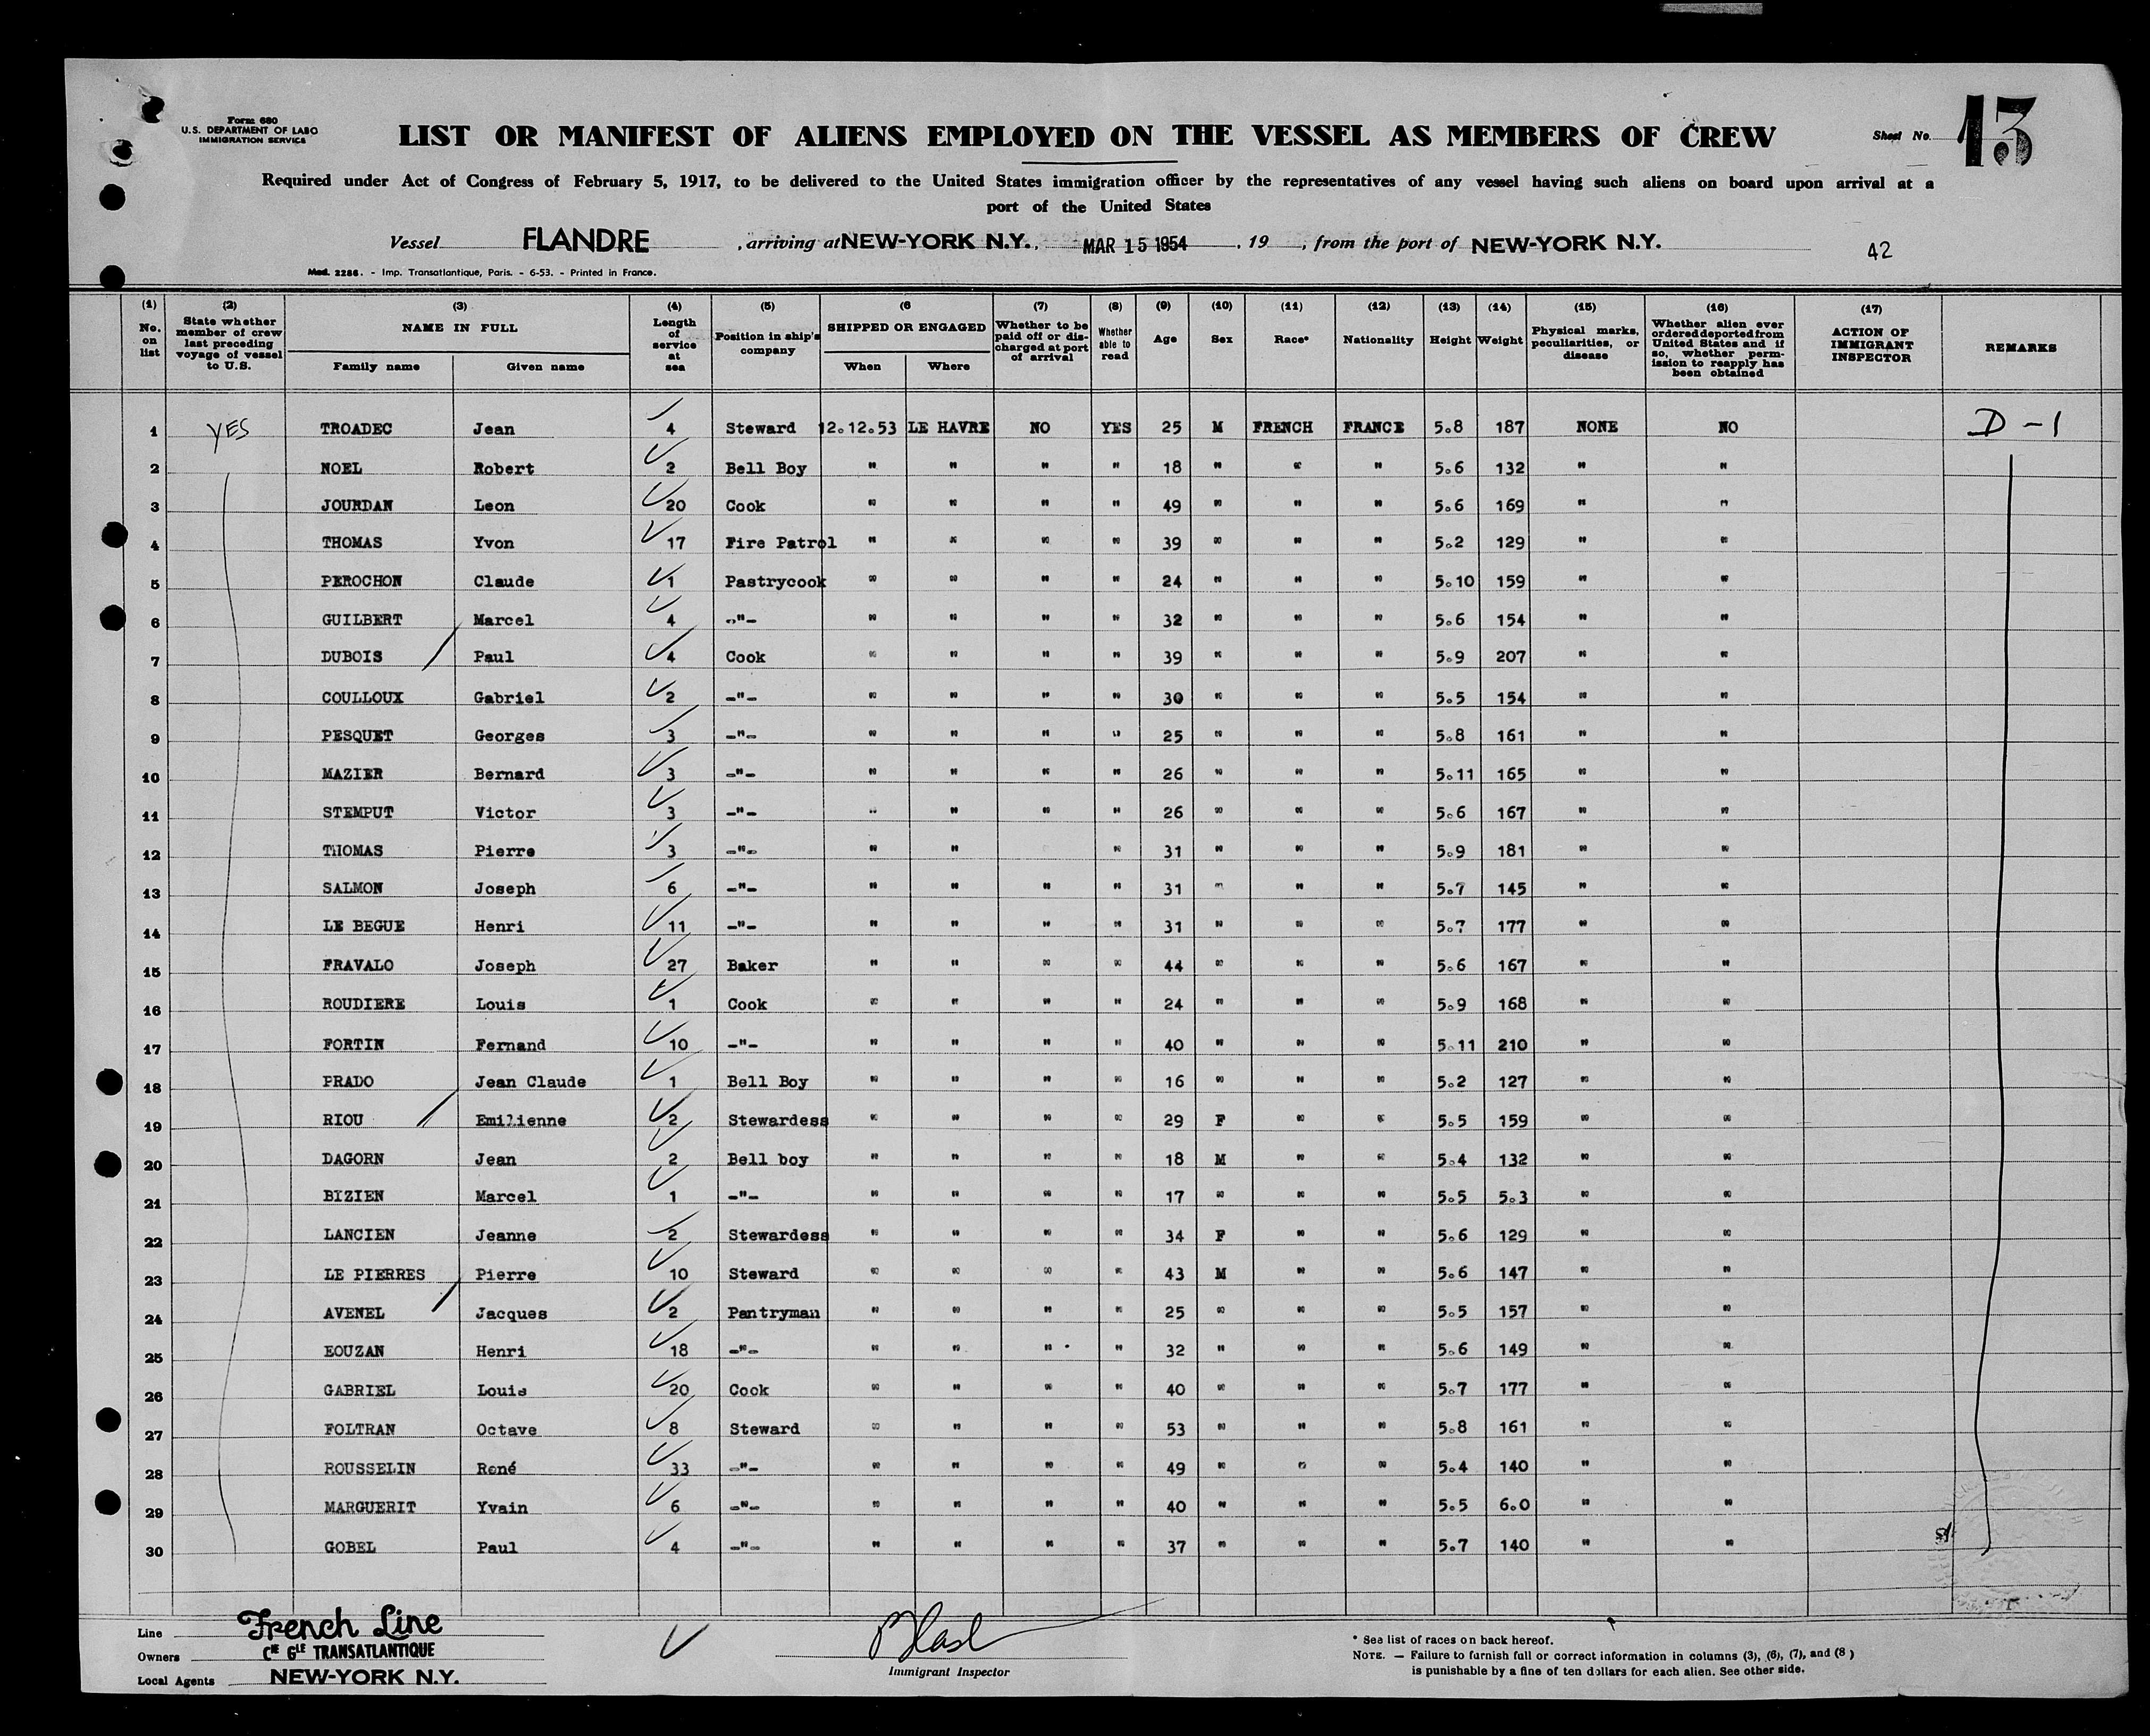 Form 680
U.S. DEPARTMENT OF LABO
IMMIGRATION SERVICE
LIST OR MANIFEST OF ALIENS EMPLOYED ON THE VESSEL AS MEMBERS OF CREW
Sheet No. 13
Required under Act of Congress of February 5, 1917, to be delivered to the United States immigration officer by the representatives of any vessel having such aliens on board upon arrival at a
port of the United States
Vessel FLANDRE, arriving at NEW-YORK N.Y., MAR 15 1954, 19 , from the port of NEW-YORK N.Y.
42
Mod. 2286. - Imp. Transatlantique, Paris. - 6-53. - Printed in France.
(1) No. on list (2) State whether member of crew last preceding voyage of vessel to U.S. (3) NAME IN FULL Family name Given name (4) Length of service at sea (5) Position in ship's company (6 SHIPPED OR ENGAGED When Where (7) Whether to be paid off or discharged at port of arrival (8) Whether able to read (9) Age (10) Sex (11) Race* (12) Nationality (13) Height (14) Weight (15) Physical marks, peculiarities, or disease (16) Whether alien ever ordered deported from United States and if so, whether permission to reapply has been obtained (17) ACTION OF IMMIGRANT INSPECTOR REMARKS
1 YES TROADEC Jean 4 Steward 12.12.53 LE HAVRE NO YES 25 M FRENCH FRANCE 5.8 187 NONE NO D-1
2 NOEL Robert 2 Bell Boy " " " " 18 " " " 5.6 132 " "
3 JOURDAN Leon 20 Cook " " " " 49 " " " 5.6 169 " "
4 THOMAS Yvon 17 Fire Patrol " " " " 39 " " " 5.2 129 " "
5 PEROCHON Claude 1 Pastrycook " " " " 24 " " " 5.10 159 " "
6 GUILBERT Marcel 4 -"- " " " " 32 " " " 5.6 154 " "
7 DUBOIS Paul 4 Cook " " " " 39 " " " 5.9 207 " "
8 COULLOUX Gabriel 2 -"- " " " " 30 " " " 5.5 154 " "
9 PESQUET Georges 3 -"- " " " " 25 " " " 5.8 161 " "
10 MAZIER Bernard 3 -"- " " " " 26 " " " 5.11 165 " "
11 STEMPUT Victor 3 -"- " " " " 26 " " " 5.6 167 " "
12 THOMAS Pierre 3 -"- " " " 31 " " " 5.9 181 " "
13 SALMON Joseph 6 -"- " " " " 31 " " " 5.7 145 " "
14 LE BEGUE Henri 11 -"- " " " " 31 " " " 5.7 177 " "
15 FRAVALO Joseph 27 Baker " " " " 44 " " " 5.6 167 " "
16 ROUDIERE Louis 1 Cook " " " " 24 " " " 5.9 168 " "
17 FORTIN Fernand 10 -"- " " " " 40 " " " 5.11 210 " "
18 PRADO Jean Claude 1 Bell Boy " " " " 16 " " " 5.2 127 " "
19 RIOU Emilienne 2 Stewardess " " " " 29 F " " 5.5 159 " "
20 DAGORN Jean 2 Bell boy " " " " 18 M " " 5.4 132 " "
21 BIZIEN Marcel 1 -"- " " " " 17 " " " 5.5 5.3 " "
22 LANCIEN Jeanne 2 Stewardess " " " " 34 F " " 5.6 129 " "
23 LE PIERRES Pierre 10 Steward " " " " 43 M " " 5.6 147 " "
24 AVENEL Jacques 2 Pantryman " " " " 25 " " " 5.5 157 " "
25 EOUZAN Henri 18 -"- " " " " 32 " " " 5.6 149 " "
26 GABRIEL Louis 20 Cook " " " " 40 " " " 5.7 177 " "
27 FOLTRAN Octave 8 Steward " " " " 53 " " " 5.8 161 " "
28 ROUSSELIN René 33 -"- " " " " 49 " " " 5.4 140 " "
29 MARGUERIT Yvain 6 -"- " " " " 40 " " " 5.5 6.0 " "
30 GOBEL Paul 4 -"- " " " " 37 " " " 5.7 140 " "
Line French Line
Owners Cie Gle TRANSATLANTIQUE
Local Agents NEW-YORK N.Y.
Immigrant Inspector
* See list of races on back hereof.
NOTE. — Failure to furnish full or correct information in columns (3), (6), (7), and (8)
is punishable by a fine of ten dollars for each alien. See other side.